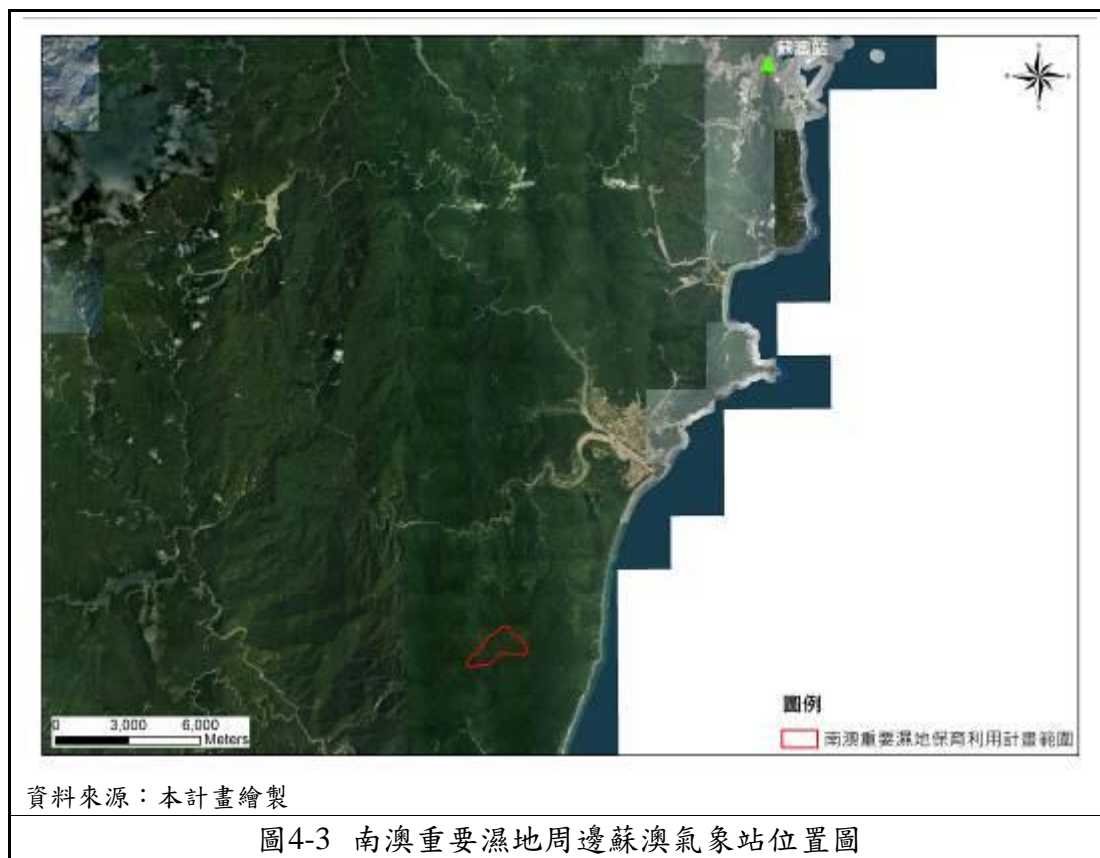 蘇澳站
圖例
南澳重要濕地保育利用計畫範圍
0 3,000 6,000
Meters
資料來源：本計畫繪製
圖4-3 南澳重要濕地周邊蘇澳氣象站位置圖